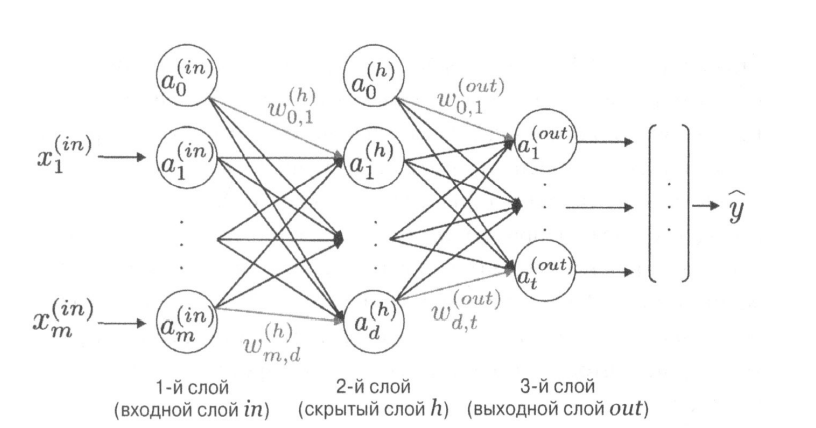 a_0^{(in)} a_0^{(h)}
w_{0,1}^{(h)} w_{0,1}^{(out)}
x_1^{(in)} a_1^{(in)} a_1^{(h)} a_1^{(out)}
ŷ
a_t^{(out)}
x_m^{(in)} a_m^{(in)} a_d^{(h)}
w_{m,d}^{(h)} w_{d,t}^{(out)}
1-й слой 2-й слой 3-й слой
(входной слой in) (скрытый слой h) (выходной слой out)